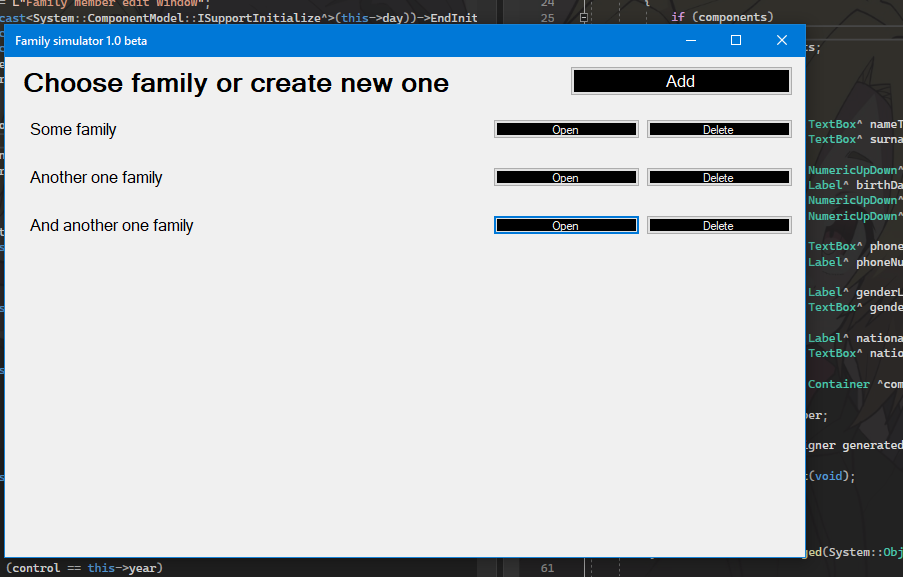 = L"Family member edit window";
cast<System::ComponentModel::ISupportInitialize^>(this->day))->EndInit
24
25
if (components)
Family simulator 1.0 beta
Choose family or create new one
Add
Some family
Open
Delete
Another one family
Open
Delete
And another one family
Open
Delete
TextBox^ nameT
TextBox^ surna
NumericUpDown^
Label^ birthDa
NumericUpDown^
NumericUpDown^
TextBox^ phone
Label^ phoneNu
Label^ genderL
TextBox^ gende
Label^ nationa
TextBox^ natio
Container ^com
gner generated
(void);
ged(System::Obj
(control == this->year)
61